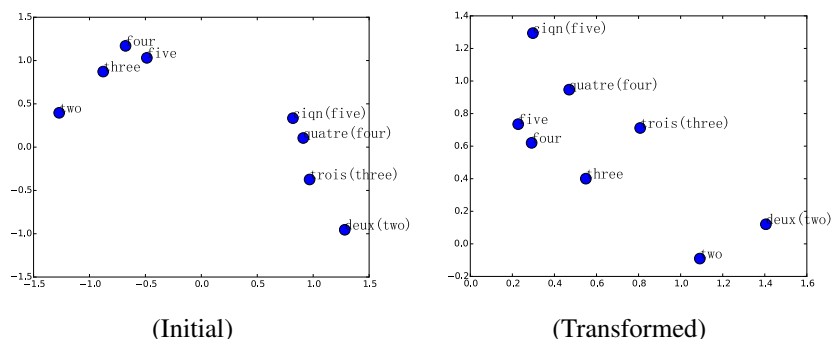 1.5
1.0
0.5
0.0
−0.5
−1.0
−1.5
−1.5 −1.0 −0.5 0.0 0.5 1.0 1.5
four
five
three
two
ciqn(five)
quatre(four)
trois(three)
deux(two)
(Initial)
1.4
1.2
1.0
0.8
0.6
0.4
0.2
0.0
−0.2
0.0 0.2 0.4 0.6 0.8 1.0 1.2 1.4 1.6
ciqn(five)
quatre(four)
five
trois(three)
four
three
deux(two)
two
(Transformed)